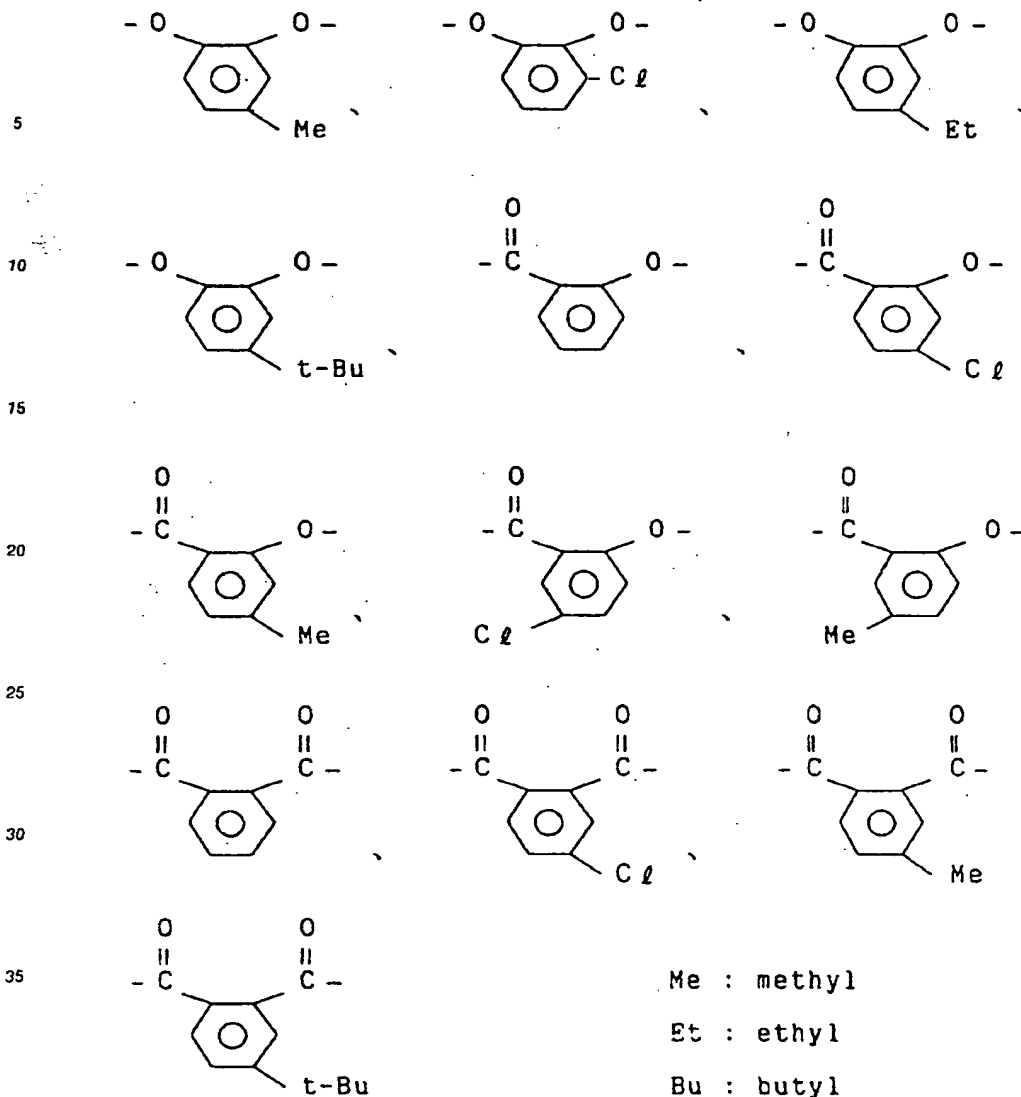 - O O - - O O - - O O -
Cℓ
5 Me 、 、 Et 、
O O
|| ||
10 - O O - - C O - - C O -
t-Bu 、 、 Cℓ
15
O O O
|| || ||
20 - C O - - C O - - C O -
Me 、 Cℓ 、 Me
25
O O O O O O
|| || || || || ||
- C C - - C C - - C C -
30
、 Cℓ 、 Me
O O
|| ||
35 - C C - Me : methyl
Et : ethyl
t-Bu Bu : butyl